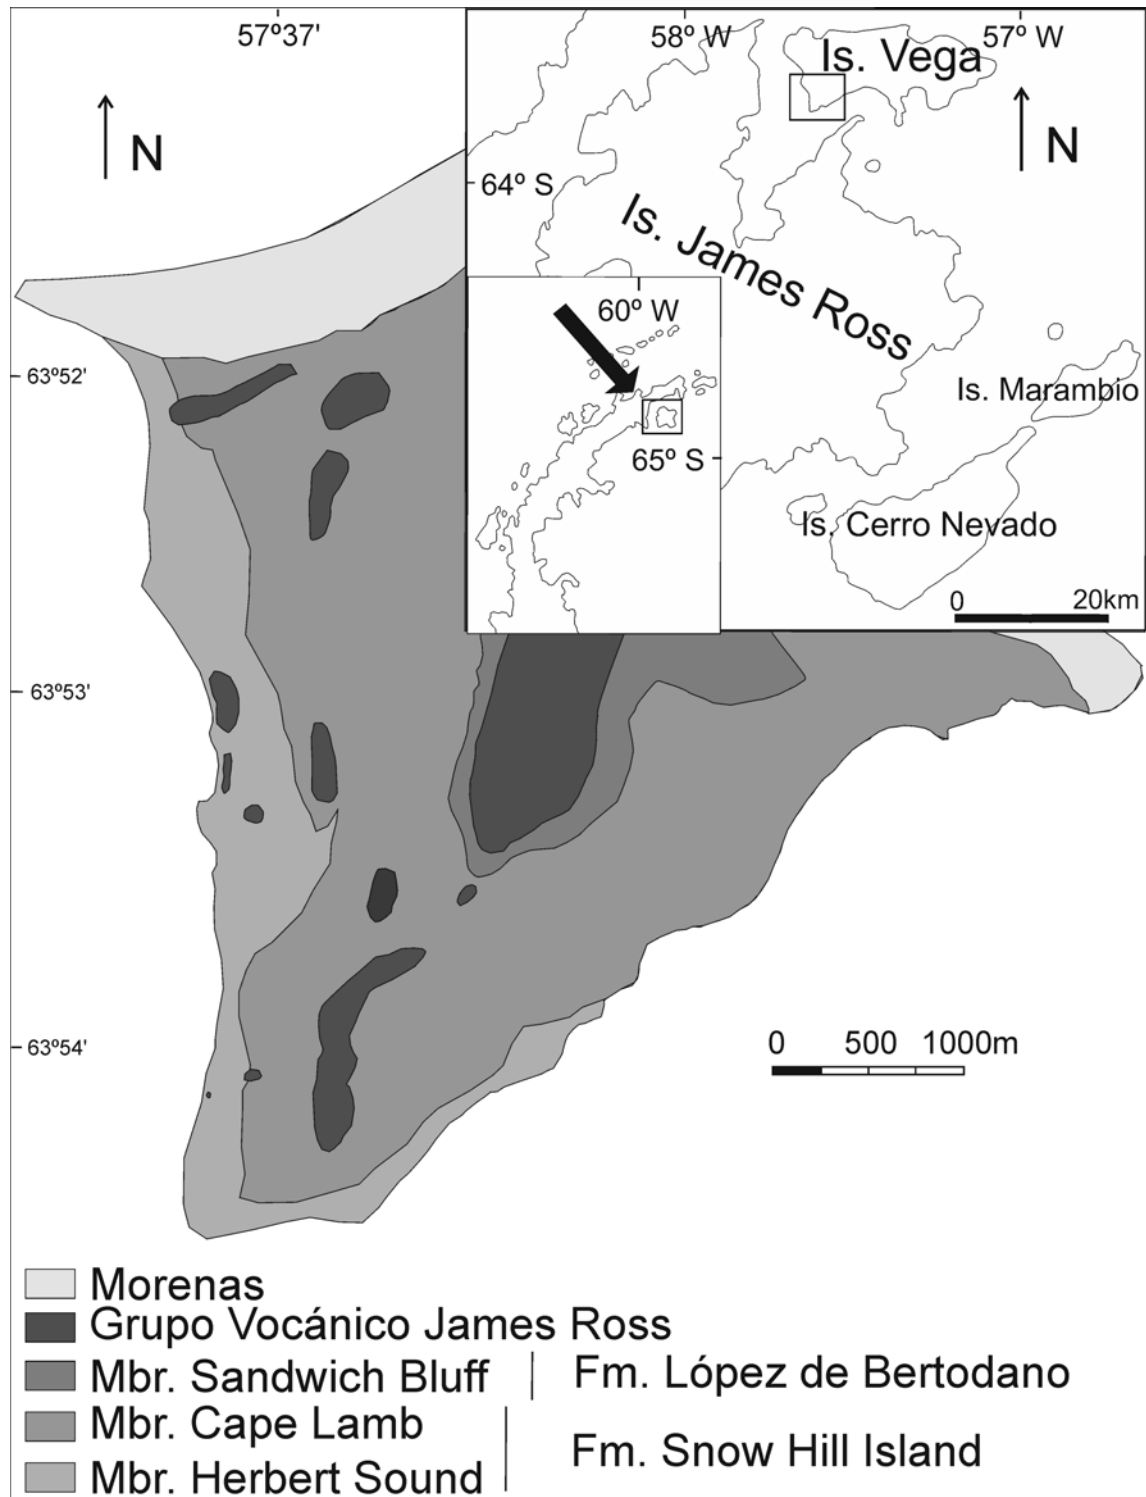 57º37'
58º W
57º W
Is. Vega
N
N
64º S
Is. James Ross
60º W
63º52'
Is. Marambio
65º S
Is. Cerro Nevado
0 20km
63º53'
63º54'
0 500 1000m
Morenas
Grupo Vocánico James Ross
Mbr. Sandwich Bluff
Fm. López de Bertodano
Mbr. Cape Lamb
Fm. Snow Hill Island
Mbr. Herbert Sound